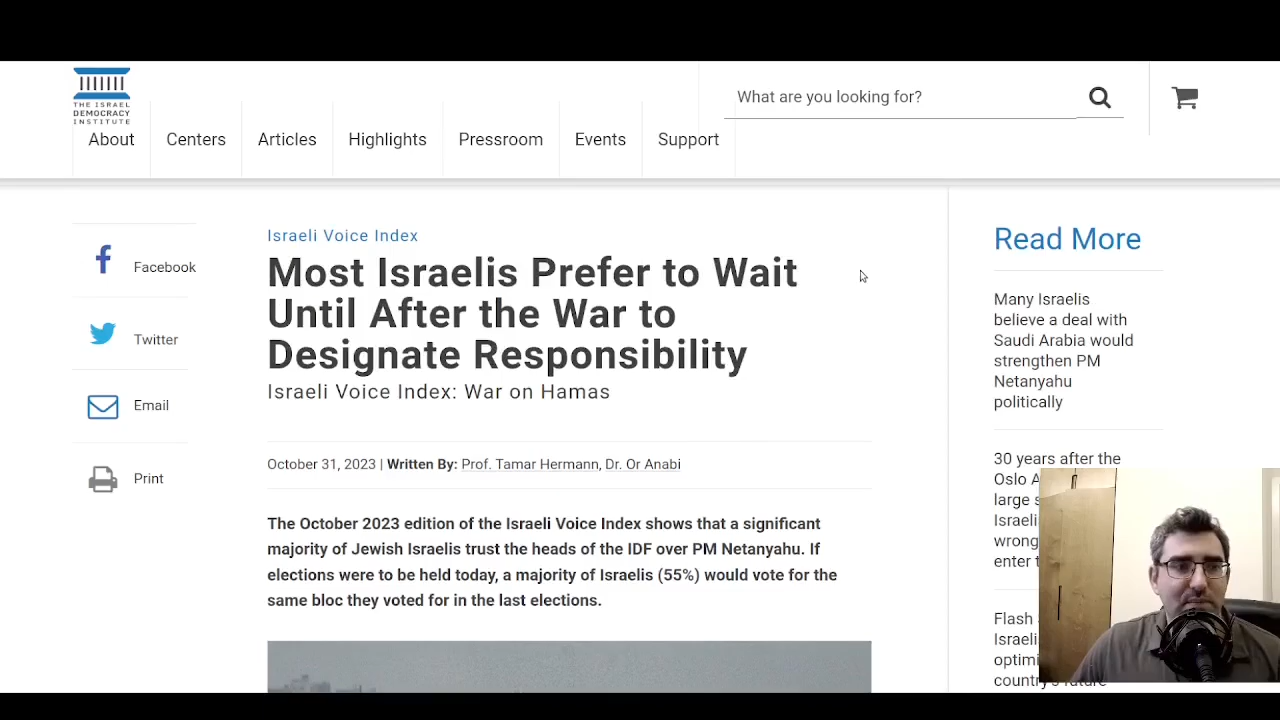 THE ISRAEL
DEMOCRACY
INSTITUTE
What are you looking for?
About
Centers
Articles
Highlights
Pressroom
Events
Support
Facebook
Twitter
Email
Print
Israeli Voice Index
Most Israelis Prefer to Wait
Until After the War to
Designate Responsibility
Israeli Voice Index: War on Hamas
October 31, 2023 | Written By: Prof. Tamar Hermann, Dr. Or Anabi
The October 2023 edition of the Israeli Voice Index shows that a significant
majority of Jewish Israelis trust the heads of the IDF over PM Netanyahu. If
elections were to be held today, a majority of Israelis (55%) would vote for the
same bloc they voted for in the last elections.
Read More
Many Israelis
believe a deal with
Saudi Arabia would
strengthen PM
Netanyahu
politically
30 years after the
Oslo
large
Israeli
wrong
enter
Flash
Israeli
optimi
country's future